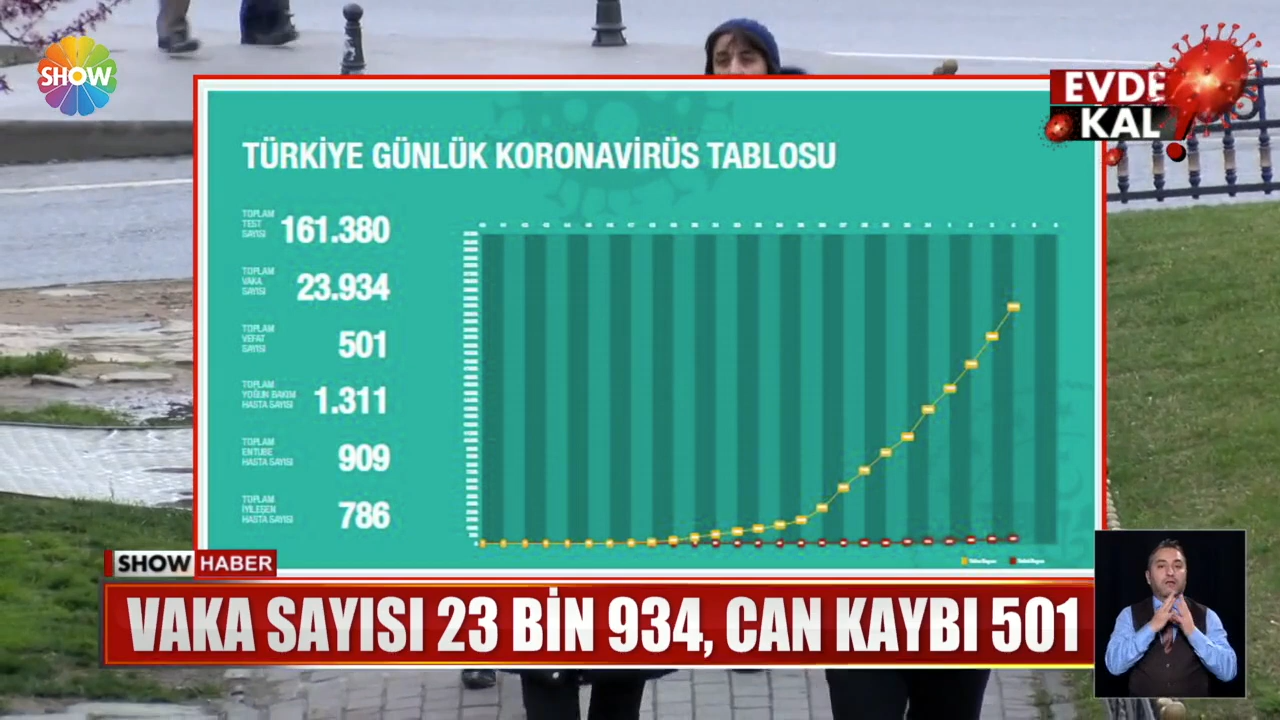 SHOW
EVDE
KAL
TÜRKİYE GÜNLÜK KORONAVİRÜS TABLOSU
TOPLAM
TEST
SAYISI
161.380
TOPLAM
VAKA
SAYISI
23.934
TOPLAM
VEFAT
SAYISI
501
TOPLAM
YOĞUN BAKIM
HASTA SAYISI
1.311
TOPLAM
ENTUBE
HASTA SAYISI
909
TOPLAM
İYİLEŞEN
HASTA SAYISI
786
SHOW HABER
VAKA SAYISI 23 BİN 934, CAN KAYBI 501